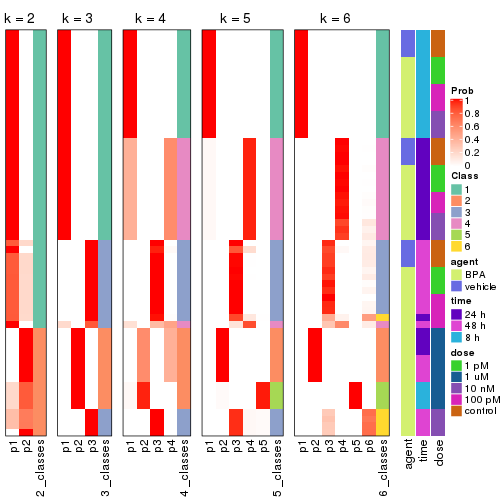 k = 2 k = 3 k = 4 k = 5 k = 6
Prob
1
0.8
0.6
0.4
0.2
0
Class
1
2
3
4
5
6
agent
BPA
vehicle
time
24 h
48 h
8 h
dose
1 pM
1 uM
10 nM
100 pM
control
p1 p2 2_classes p1 p2 p3 3_classes p1 p2 p3 p4 4_classes p1 p2 p3 p4 p5 5_classes p1 p2 p3 p4 p5 p6 6_classes agent time dose